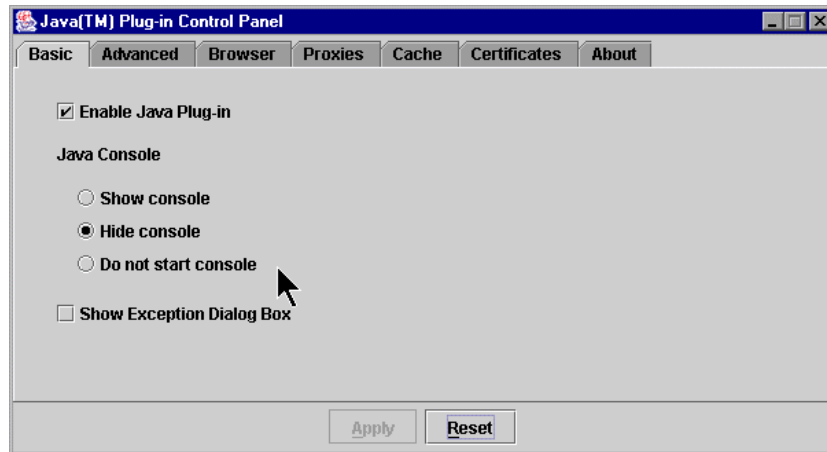 Java(TM) Plug-in Control Panel
Basic Advanced Browser Proxies Cache Certificates About
Enable Java Plug-in
Java Console
Show console
Hide console
Do not start console
Show Exception Dialog Box
Apply Reset